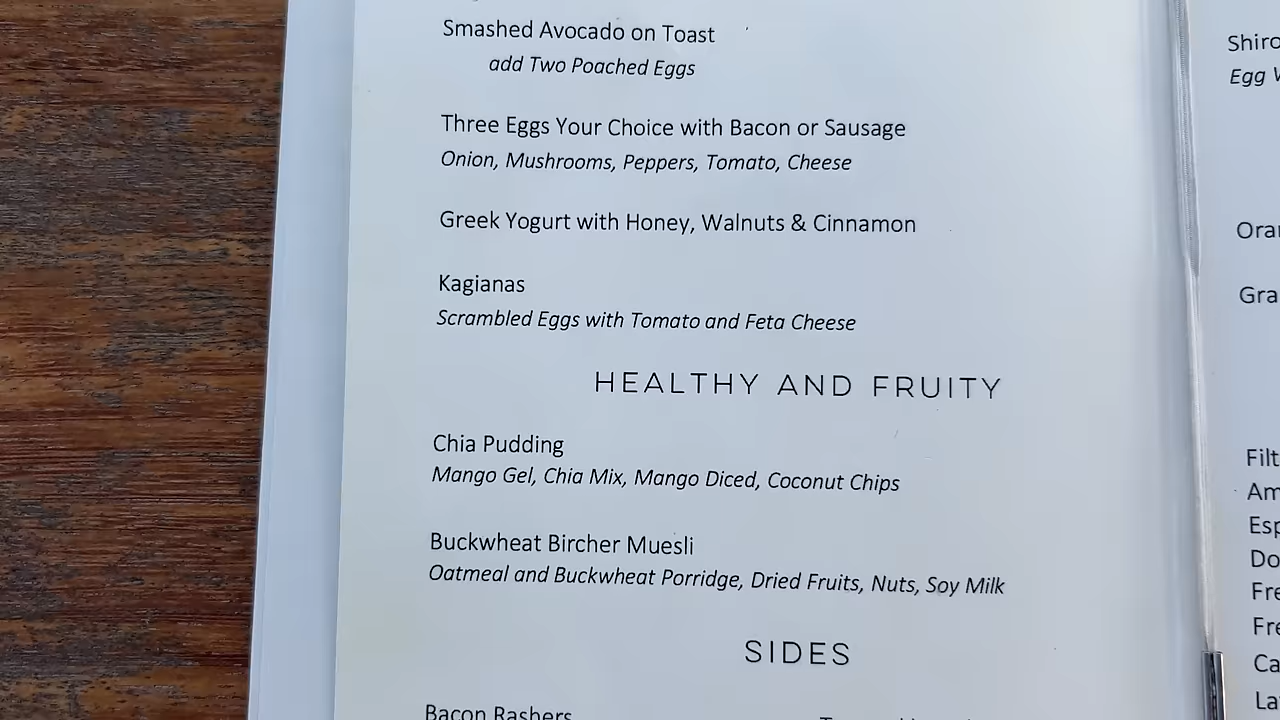 Smashed Avocado on Toast
add Two Poached Eggs
Three Eggs Your Choice with Bacon or Sausage
Onion, Mushrooms, Peppers, Tomato, Cheese
Greek Yogurt with Honey, Walnuts & Cinnamon
Kagianas
Scrambled Eggs with Tomato and Feta Cheese
HEALTHY AND FRUITY
Chia Pudding
Mango Gel, Chia Mix, Mango Diced, Coconut Chips
Buckwheat Bircher Muesli
Oatmeal and Buckwheat Porridge, Dried Fruits, Nuts, Soy Milk
SIDES
Bacon Rashers
Egg